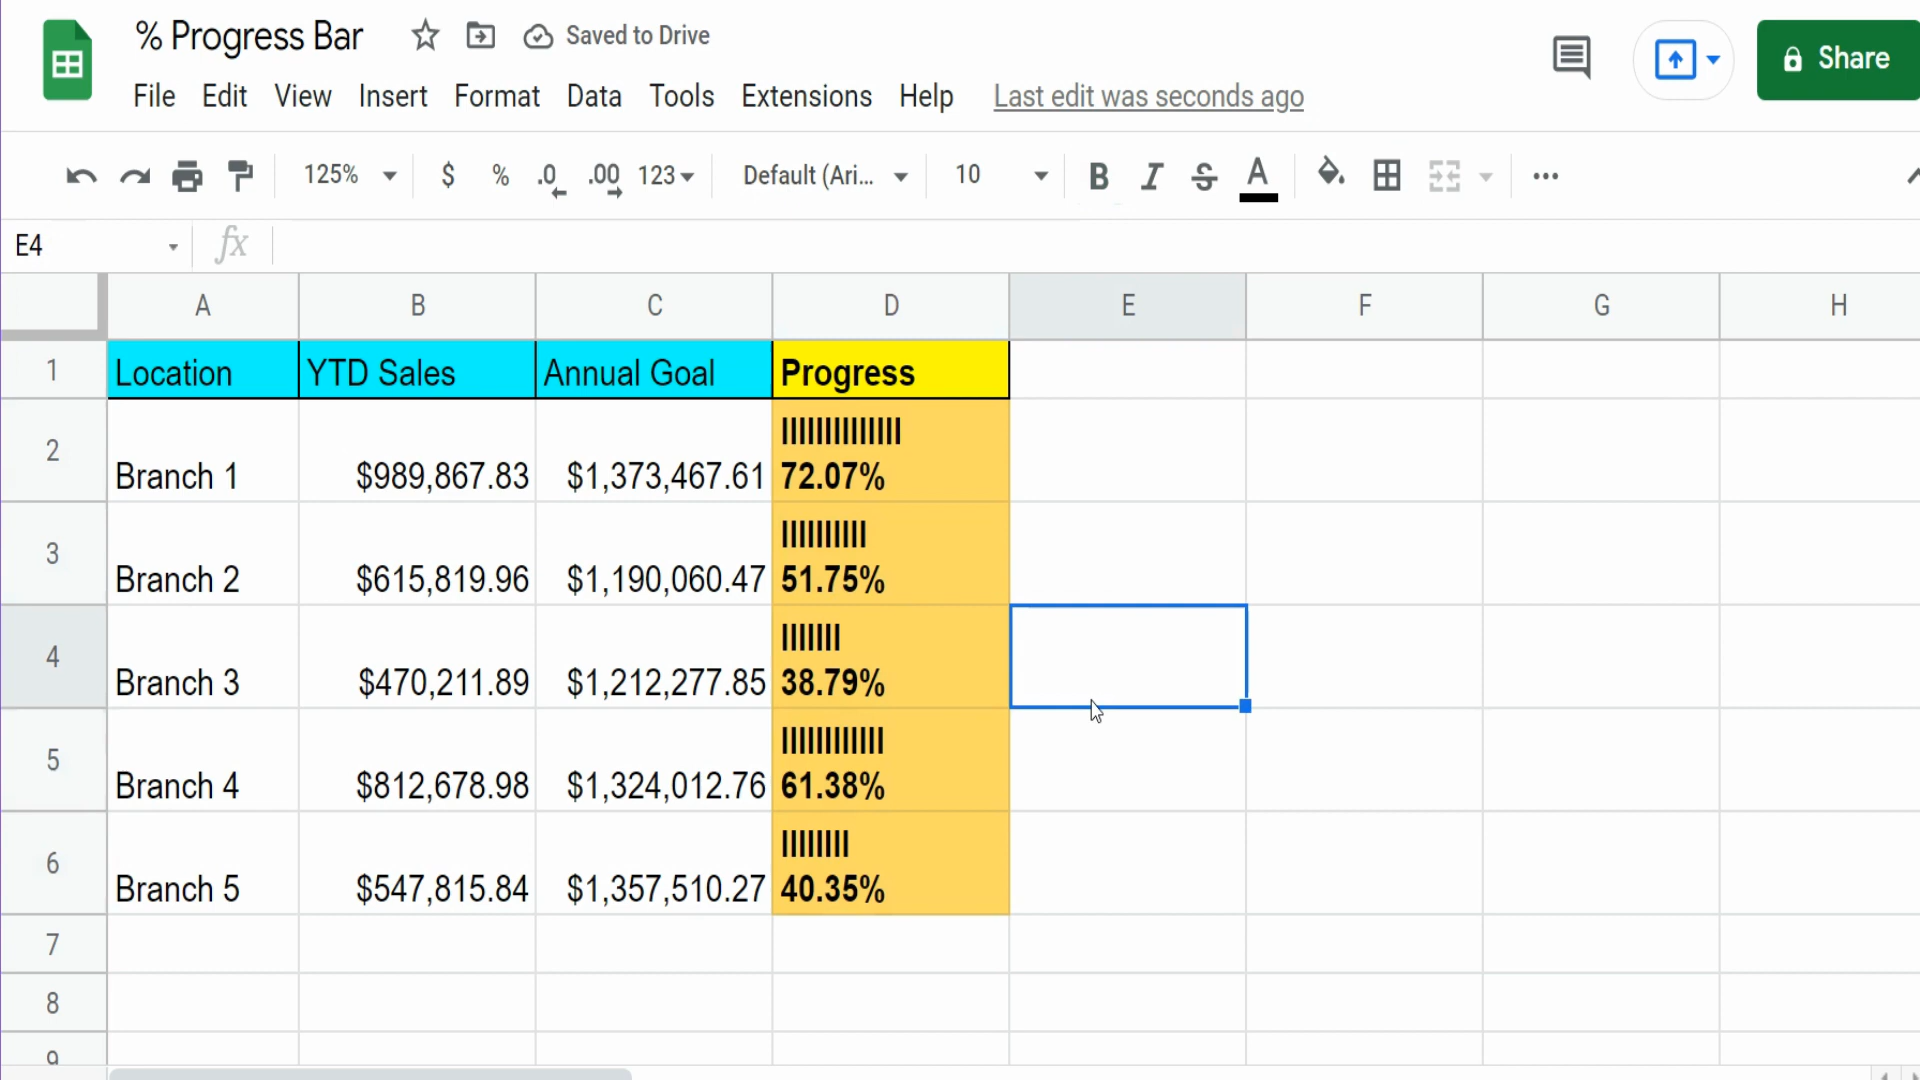 % Progress Bar Saved to Drive
Share
File Edit View Insert Format Data Tools Extensions Help Last edit was seconds ago
125% $ % .0 .00 123 Default (Ari... 10 B I S A ...
E4 fx
A B C D E F G H
1 Location YTD Sales Annual Goal Progress
||||||||||||||
2 Branch 1 $989,867.83 $1,373,467.61 72.07%
||||||||||
3 Branch 2 $615,819.96 $1,190,060.47 51.75%
|||||||
4 Branch 3 $470,211.89 $1,212,277.85 38.79%
||||||||||||
5 Branch 4 $812,678.98 $1,324,012.76 61.38%
||||||||
6 Branch 5 $547,815.84 $1,357,510.27 40.35%
7
8
9